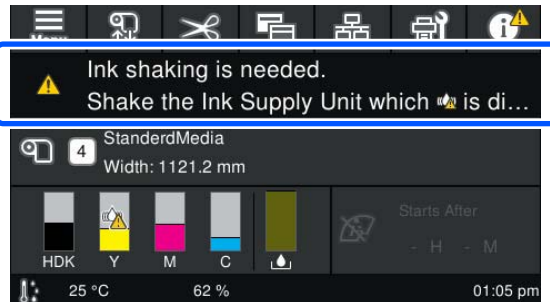 Menu
Ink shaking is needed.
Shake the Ink Supply Unit which is di...
4 StanderdMedia
Width: 1121.2 mm
Starts After
- H - M
HDK Y M C
25 °C 62 % 01:05 pm